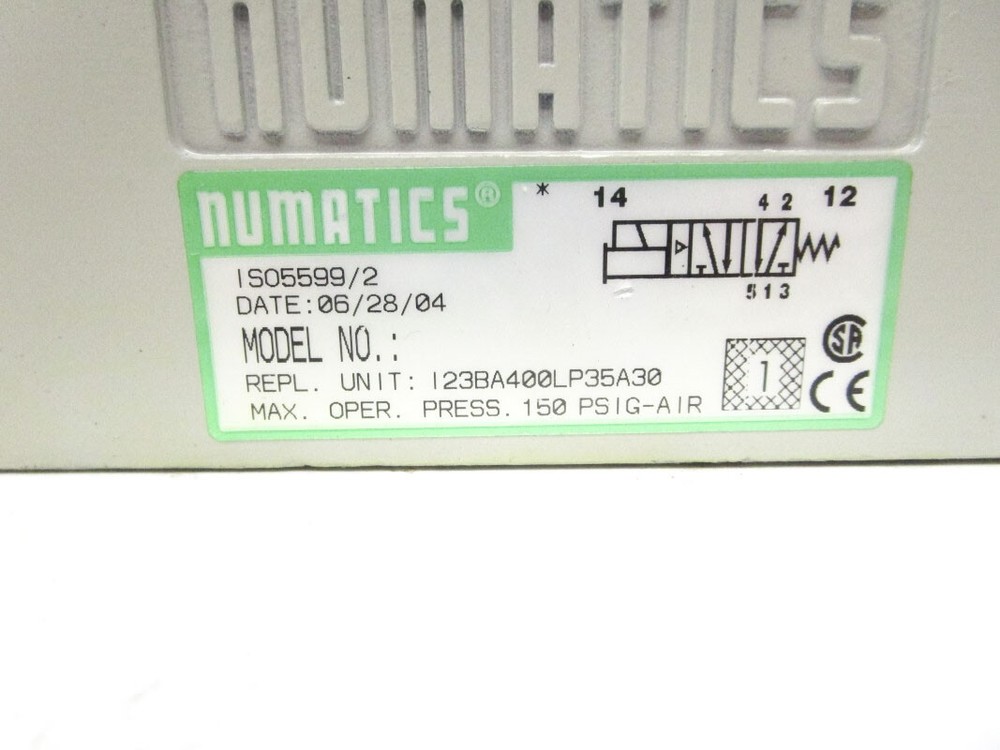 NUMATICS
NUMATICS®
* 14 4 2 12
5 1 3
ISO5599/2
DATE:06/28/04
MODEL NO.:
REPL. UNIT: I23BA400LP35A30
MAX. OPER. PRESS. 150 PSIG-AIR
1
SA
CE